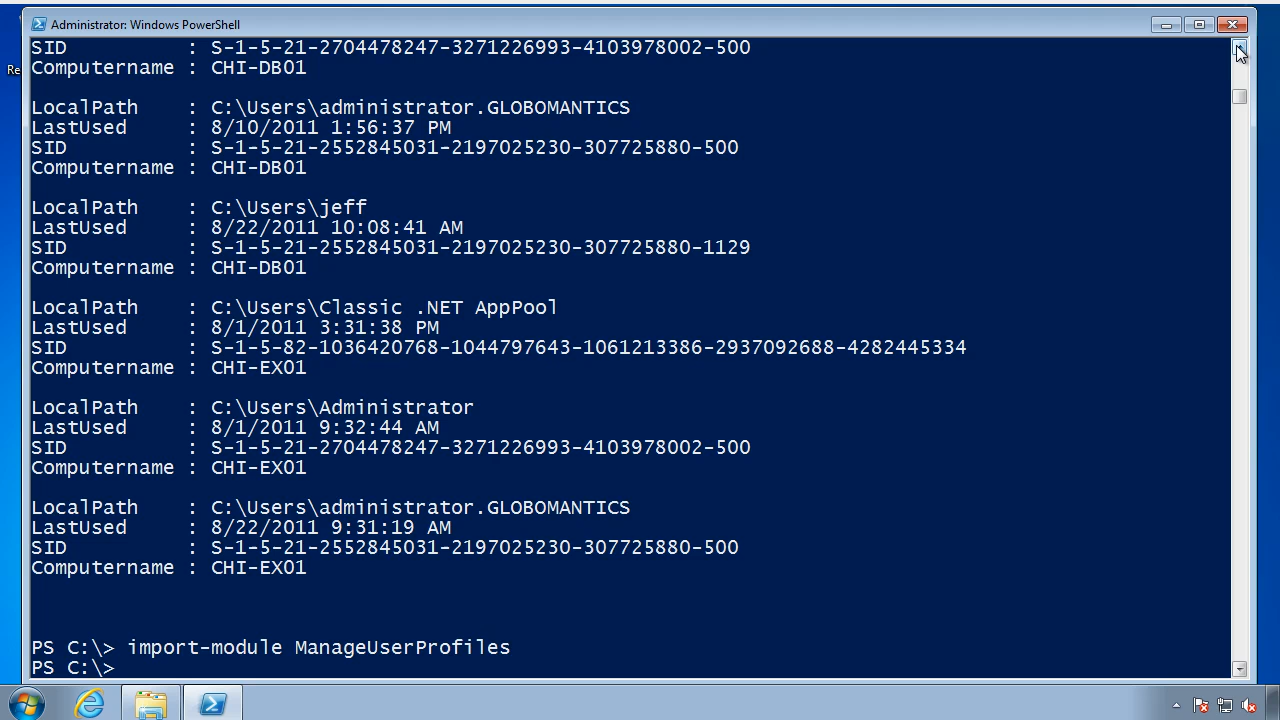 Administrator: Windows PowerShell
SID          : S-1-5-21-2704478247-3271226993-4103978002-500
Computername : CHI-DB01
LocalPath    : C:\Users\administrator.GLOBOMANTICS
LastUsed     : 8/10/2011 1:56:37 PM
SID          : S-1-5-21-2552845031-2197025230-307725880-500
Computername : CHI-DB01
LocalPath    : C:\Users\jeff
LastUsed     : 8/22/2011 10:08:41 AM
SID          : S-1-5-21-2552845031-2197025230-307725880-1129
Computername : CHI-DB01
LocalPath    : C:\Users\Classic .NET AppPool
LastUsed     : 8/1/2011 3:31:38 PM
SID          : S-1-5-82-1036420768-1044797643-1061213386-2937092688-4282445334
Computername : CHI-EX01
LocalPath    : C:\Users\Administrator
LastUsed     : 8/1/2011 9:32:44 AM
SID          : S-1-5-21-2704478247-3271226993-4103978002-500
Computername : CHI-EX01
LocalPath    : C:\Users\administrator.GLOBOMANTICS
LastUsed     : 8/22/2011 9:31:19 AM
SID          : S-1-5-21-2552845031-2197025230-307725880-500
Computername : CHI-EX01
PS C:\> import-module ManageUserProfiles
PS C:\>